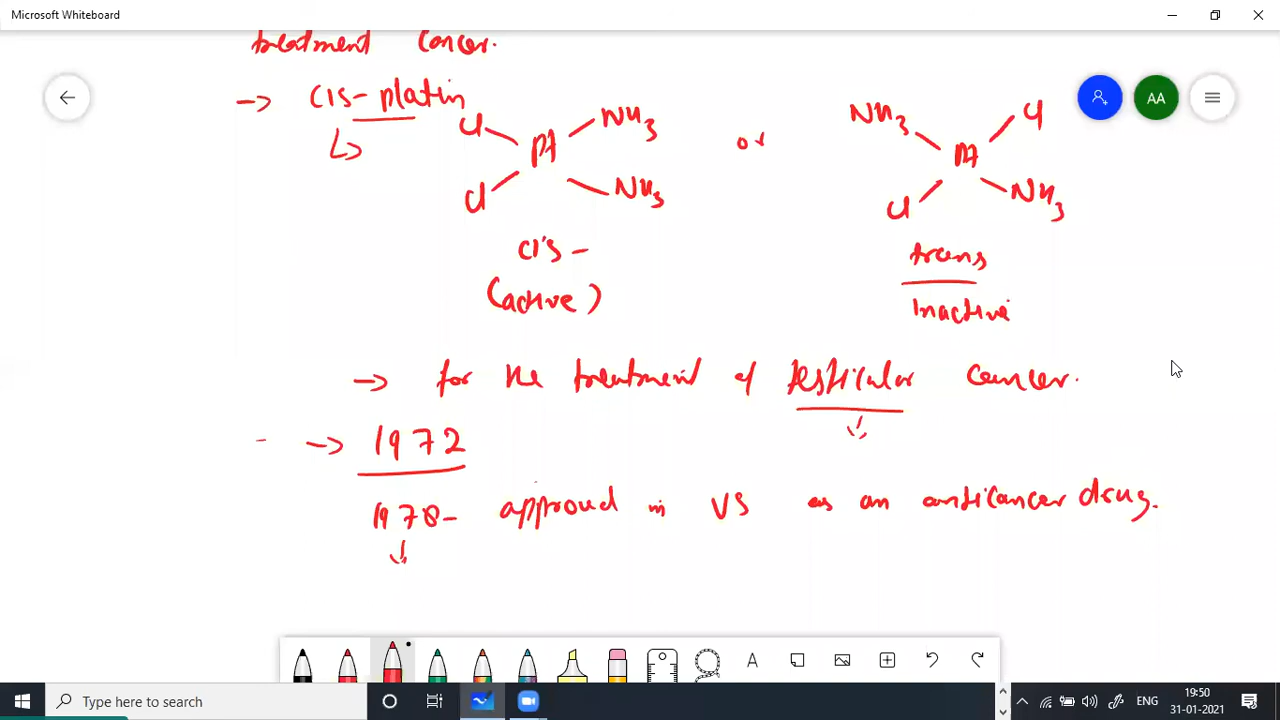 Microsoft Whiteboard
treatment cancer.
→ Cis-platin
Cl Pt NH3
Cl NH3
or
NH3 Pt Cl
Cl NH3
cis -
(active)
trans
Inactive
→ for the treatment of testicular cancer.
→ 1972
1978- approved in US as an anticancer drug.
AA
A
Type here to search
ENG
19:50
31-01-2021